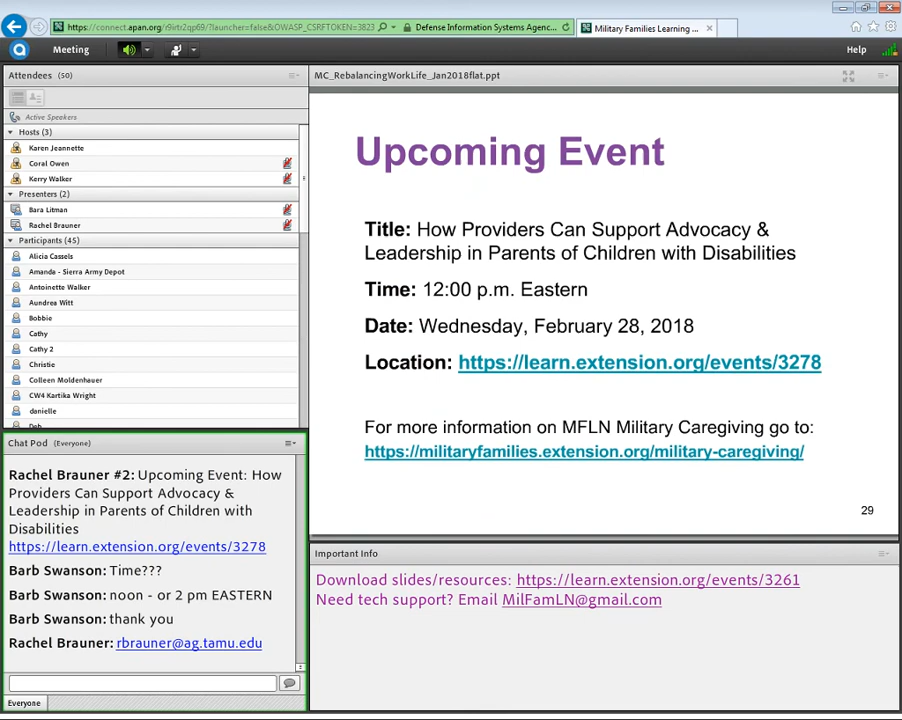 https://connect.apan.org/r9itr2qp69/?launcher=false&OWASP_CSRFTOKEN=3823
Defense Information Systems Agenc...
Military Families Learning ...
Meeting
Help
Attendees (50)
MC_RebalancingWorkLife_Jan2018flat.ppt
Active Speakers
Hosts (3)
Karen Jeannette
Coral Owen
Kerry Walker
Presenters (2)
Bara Litman
Rachel Brauner
Participants (45)
Alicia Cassels
Amanda - Sierra Army Depot
Antoinette Walker
Aundrea Witt
Bobbie
Cathy
Cathy 2
Christie
Colleen Moldenhauer
CW4 Kartika Wright
danielle
Deb
Upcoming Event
Title: How Providers Can Support Advocacy &
Leadership in Parents of Children with Disabilities
Time: 12:00 p.m. Eastern
Date: Wednesday, February 28, 2018
Location: https://learn.extension.org/events/3278
For more information on MFLN Military Caregiving go to:
https://militaryfamilies.extension.org/military-caregiving/
29
Chat Pod (Everyone)
Rachel Brauner #2: Upcoming Event: How
Providers Can Support Advocacy &
Leadership in Parents of Children with
Disabilities
https://learn.extension.org/events/3278
Barb Swanson: Time???
Barb Swanson: noon - or 2 pm EASTERN
Barb Swanson: thank you
Rachel Brauner: rbrauner@ag.tamu.edu
Everyone
Important Info
Download slides/resources: https://learn.extension.org/events/3261
Need tech support? Email MilFamLN@gmail.com